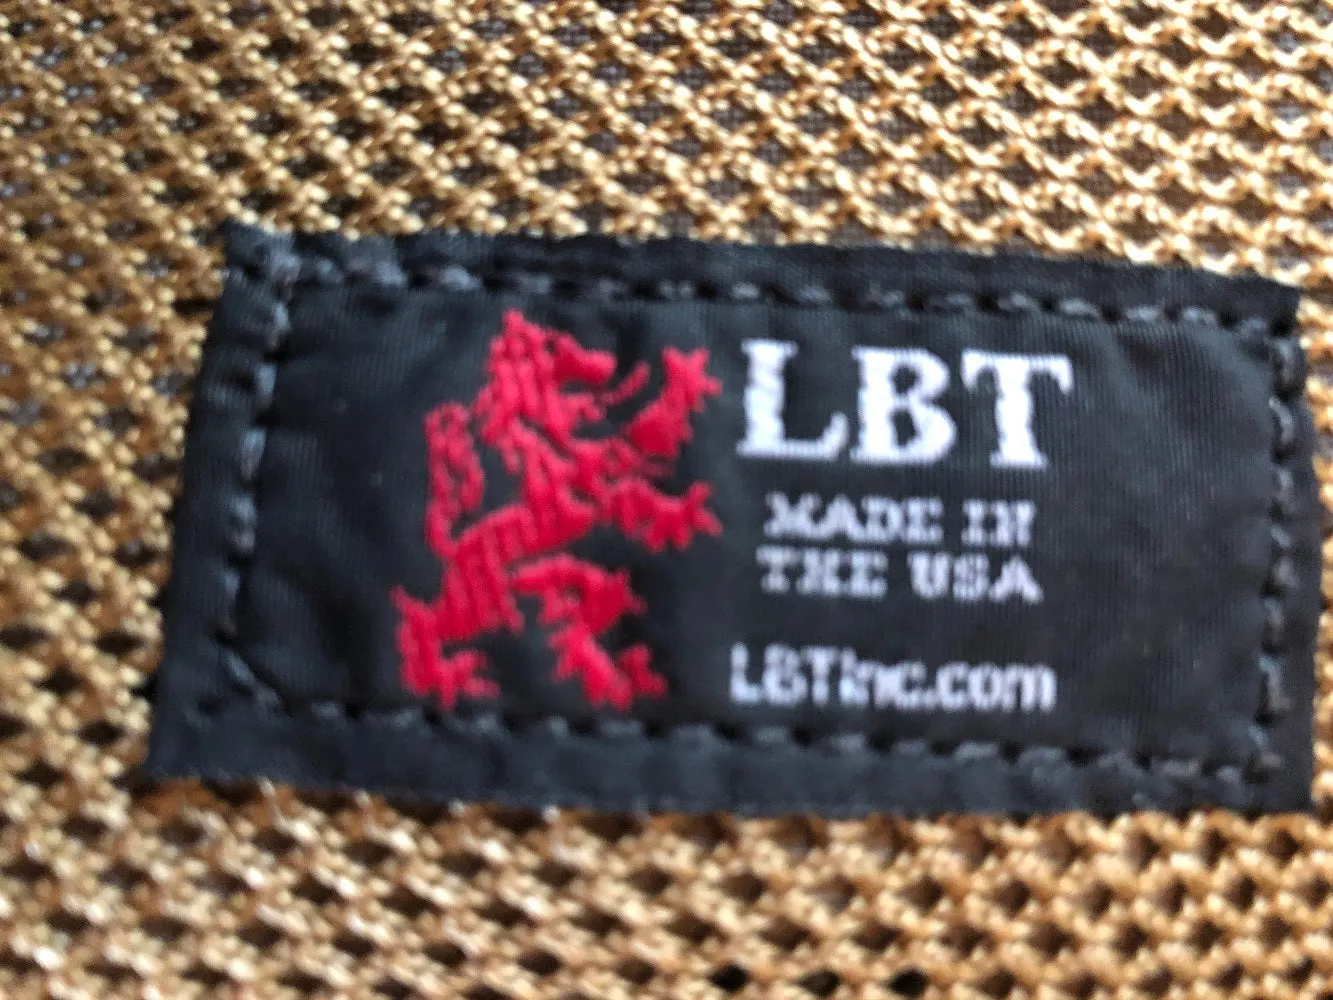 LBT
MADE IN
THE USA
LBTinc.com